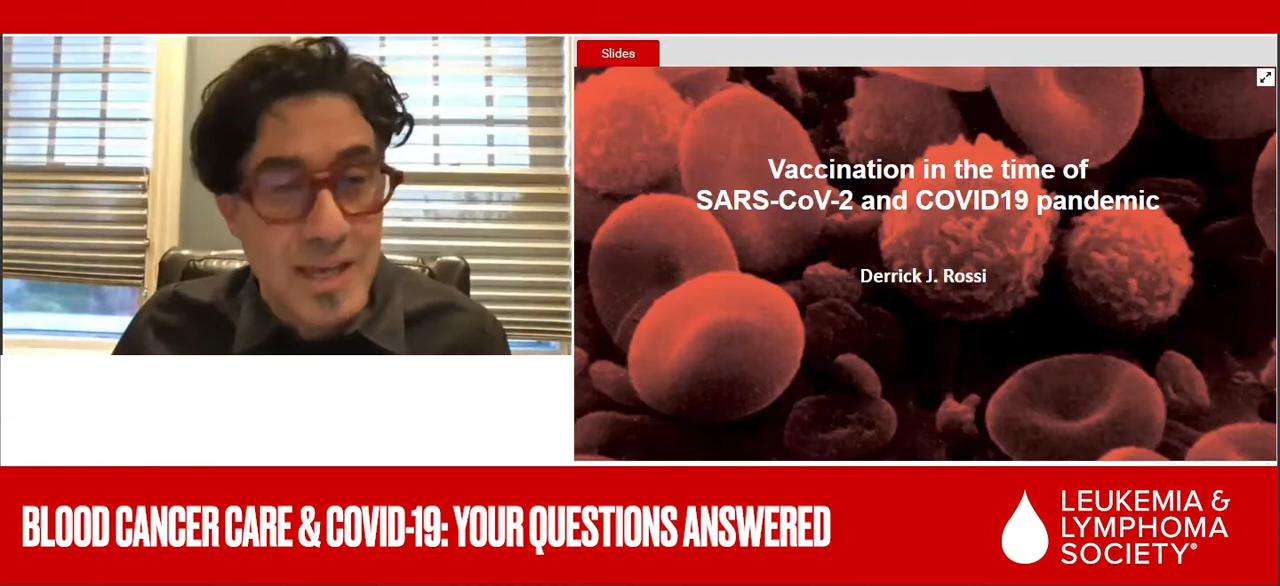 Slides
Vaccination in the time of
SARS-CoV-2 and COVID19 pandemic
Derrick J. Rossi
BLOOD CANCER CARE & COVID-19: YOUR QUESTIONS ANSWERED
LEUKEMIA &
LYMPHOMA
SOCIETY®